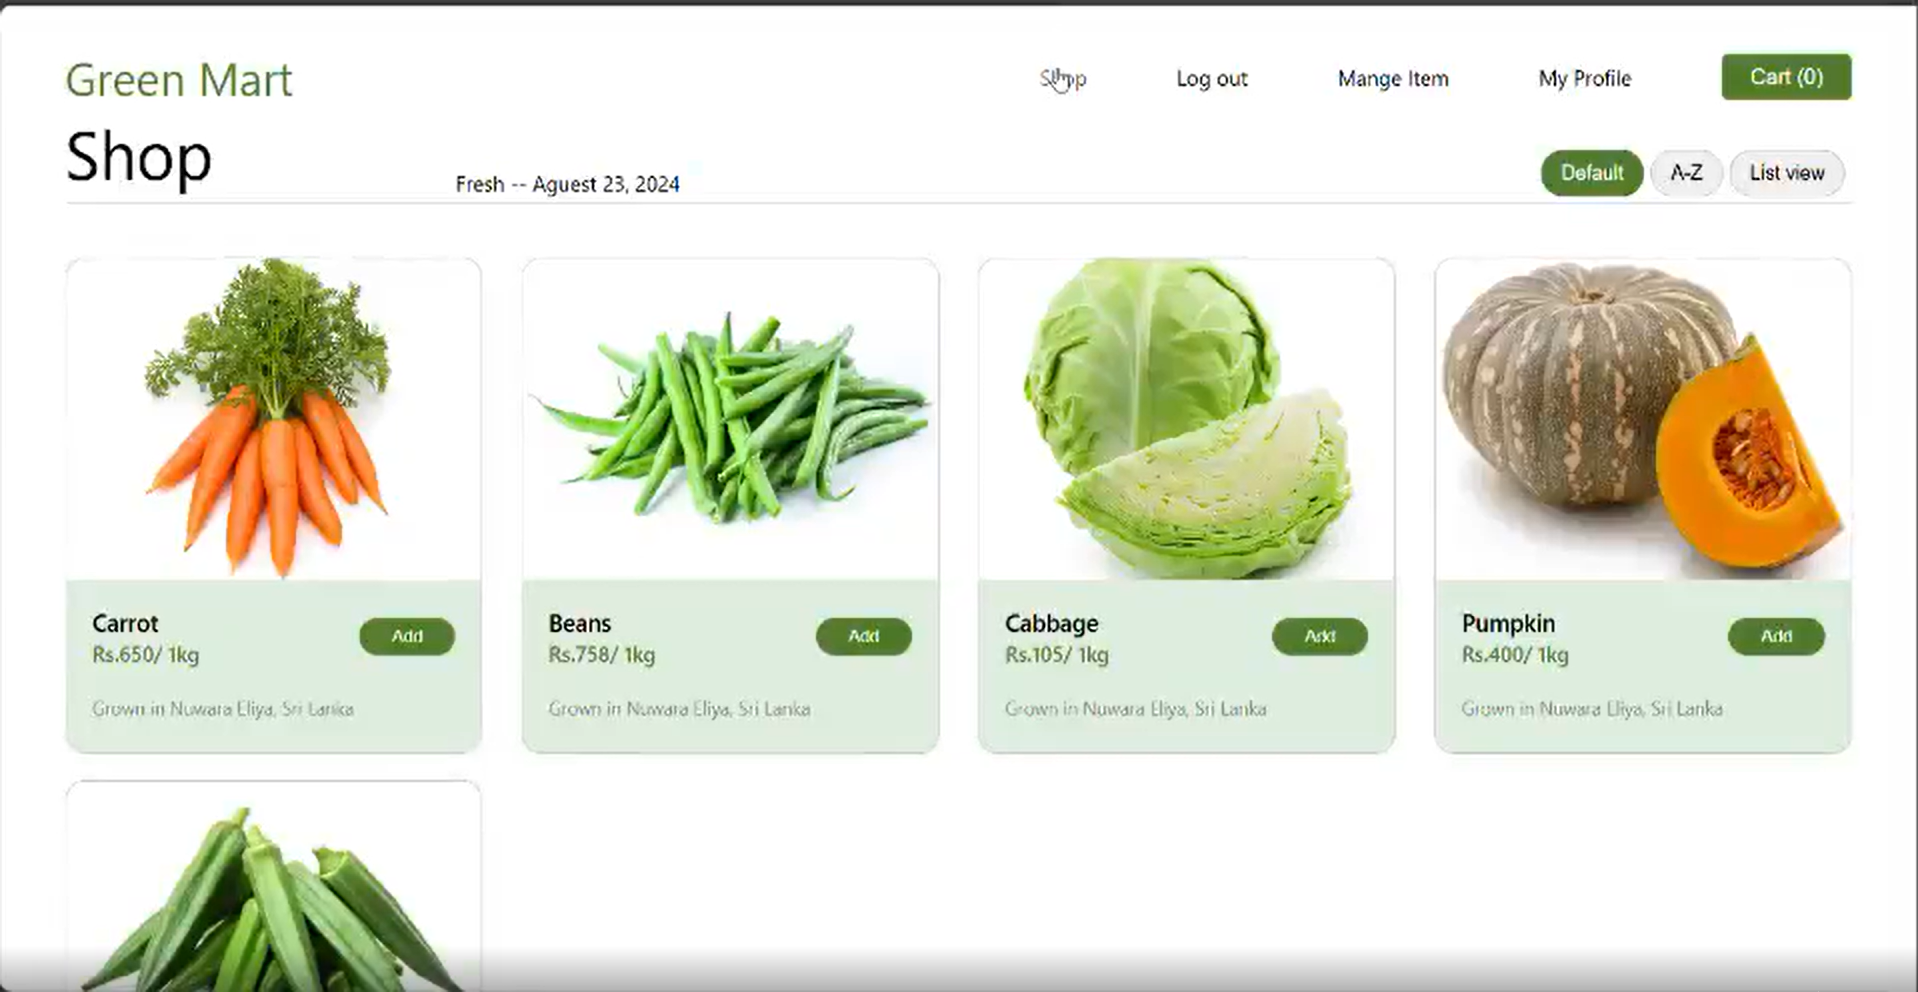 Green Mart
Shop Log out Mange Item My Profile Cart (0)
Shop
Fresh -- Aguest 23, 2024
Default A-Z List view
Carrot
Rs.650/ 1kg
Add
Grown in Nuwara Eliya, Sri Lanka
Beans
Rs.758/ 1kg
Add
Grown in Nuwara Eliya, Sri Lanka
Cabbage
Rs.105/ 1kg
Add
Grown in Nuwara Eliya, Sri Lanka
Pumpkin
Rs.400/ 1kg
Add
Grown in Nuwara Eliya, Sri Lanka